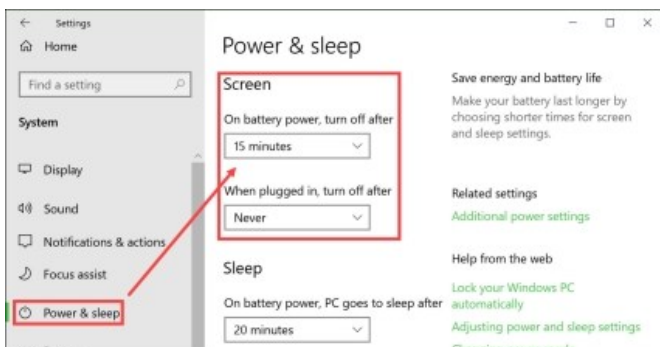 Settings
Home
Find a setting
System
Display
Sound
Notifications & actions
Focus assist
Power & sleep
Power & sleep
Screen
On battery power, turn off after
15 minutes
When plugged in, turn off after
Never
Sleep
On battery power, PC goes to sleep after
20 minutes
Save energy and battery life
Make your battery last longer by
choosing shorter times for screen
and sleep settings.
Related settings
Additional power settings
Help from the web
Lock your Windows PC
automatically
Adjusting power and sleep settings